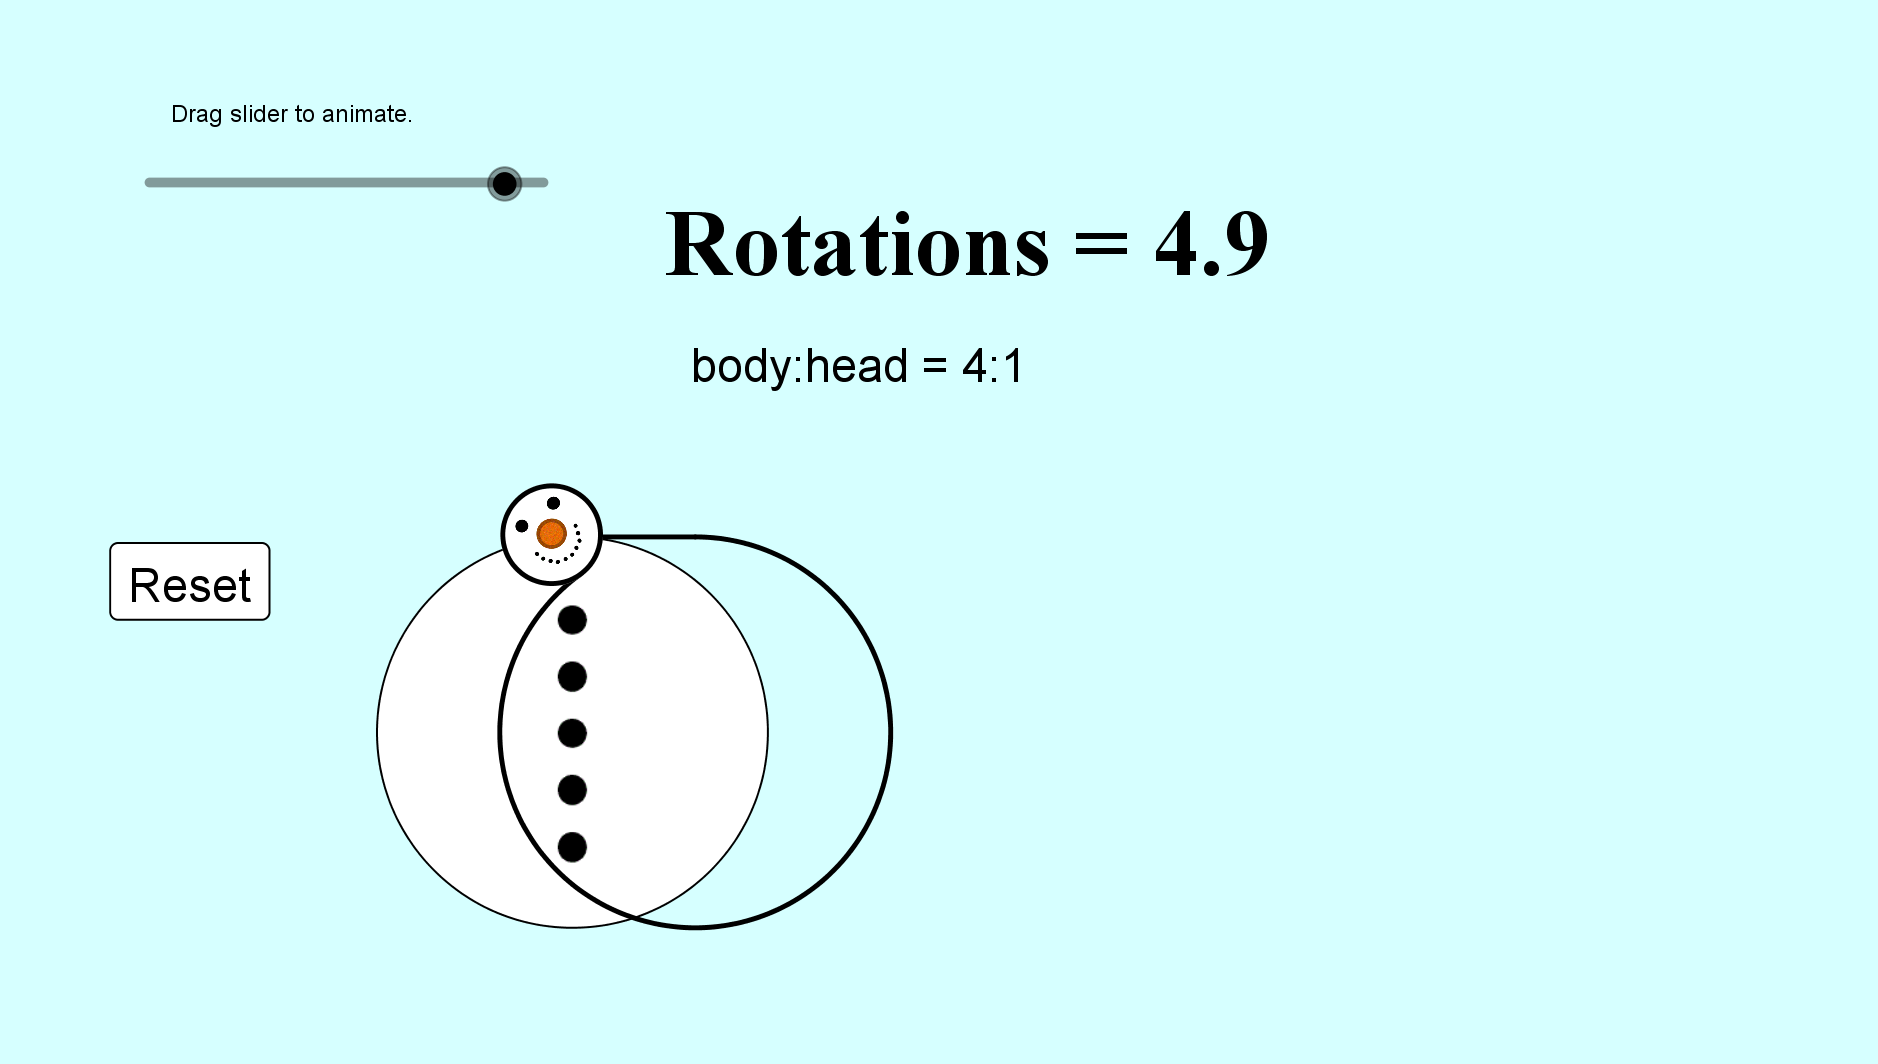 Drag slider to animate.
Rotations = 4.9
body:head = 4:1
Reset